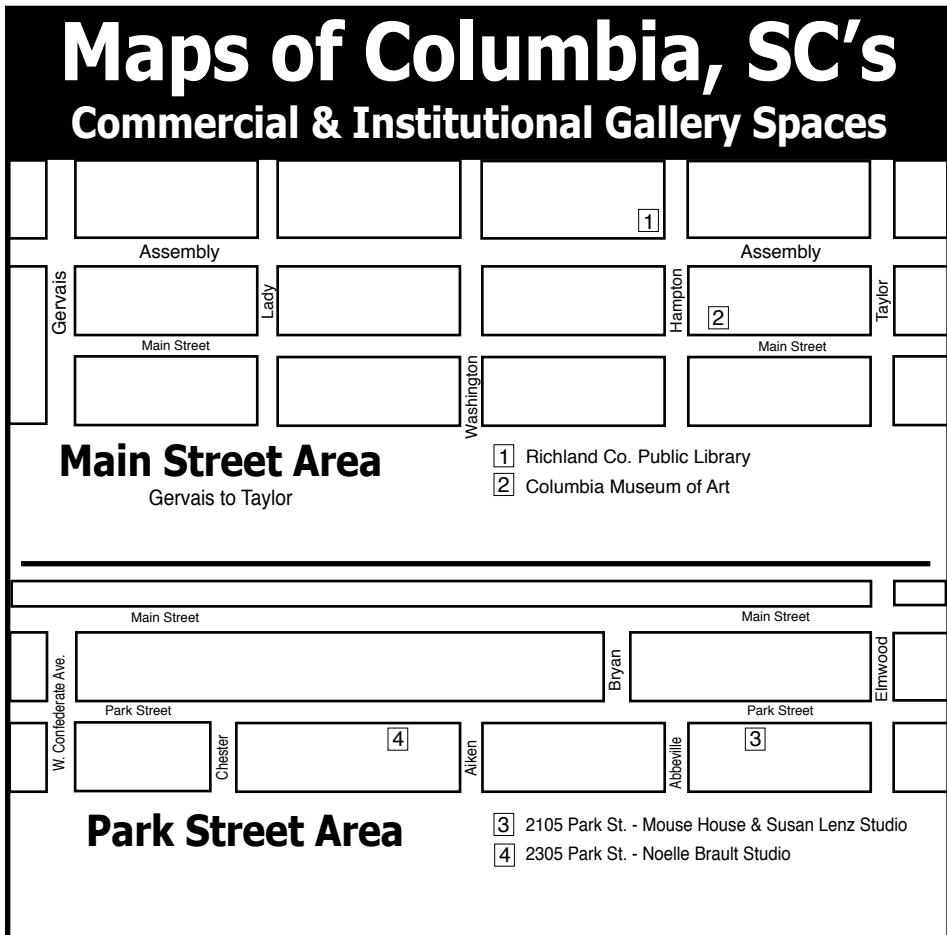 Maps of Columbia, SC’s
Commercial & Institutional Gallery Spaces
1
Assembly
Assembly
Gervais
Lady
Hampton
Taylor
2
Main Street
Main Street
Washington
Main Street Area
Gervais to Taylor
1 Richland Co. Public Library
2 Columbia Museum of Art
Main Street
Main Street
W. Confederate Ave.
Bryan
Elmwood
Park Street
Park Street
Chester
4
Aiken
Abbeville
3
Park Street Area
3 2105 Park St. - Mouse House & Susan Lenz Studio
4 2305 Park St. - Noelle Brault Studio